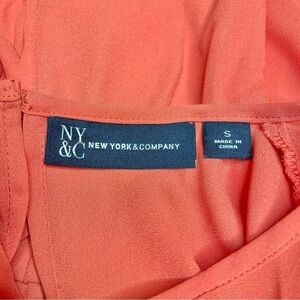 NY
&C NEW YORK & COMPANY
S
MADE IN
CHINA